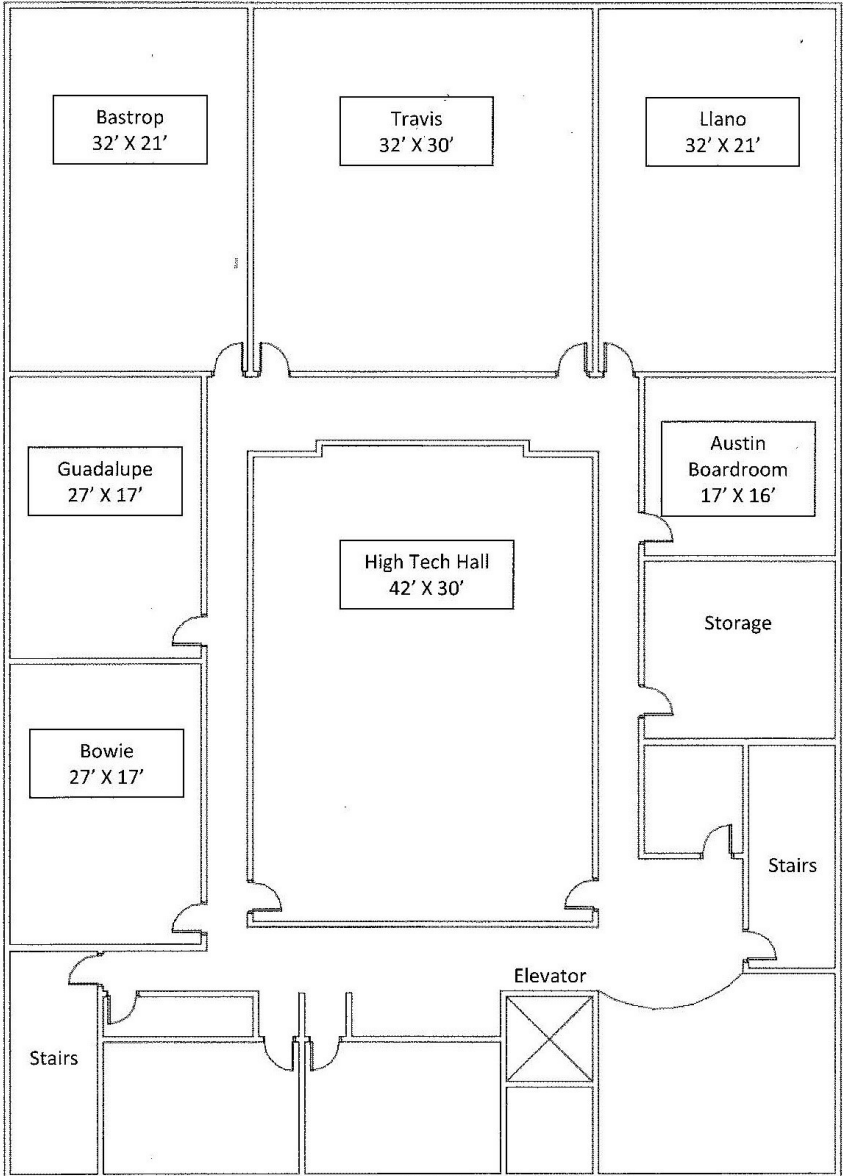 Bastrop
32’ X 21’
Travis
32’ X 30’
Llano
32’ X 21’
Guadalupe
27’ X 17’
Austin
Boardroom
17’ X 16’
High Tech Hall
42’ X 30’
Storage
Bowie
27’ X 17’
Stairs
Elevator
Stairs